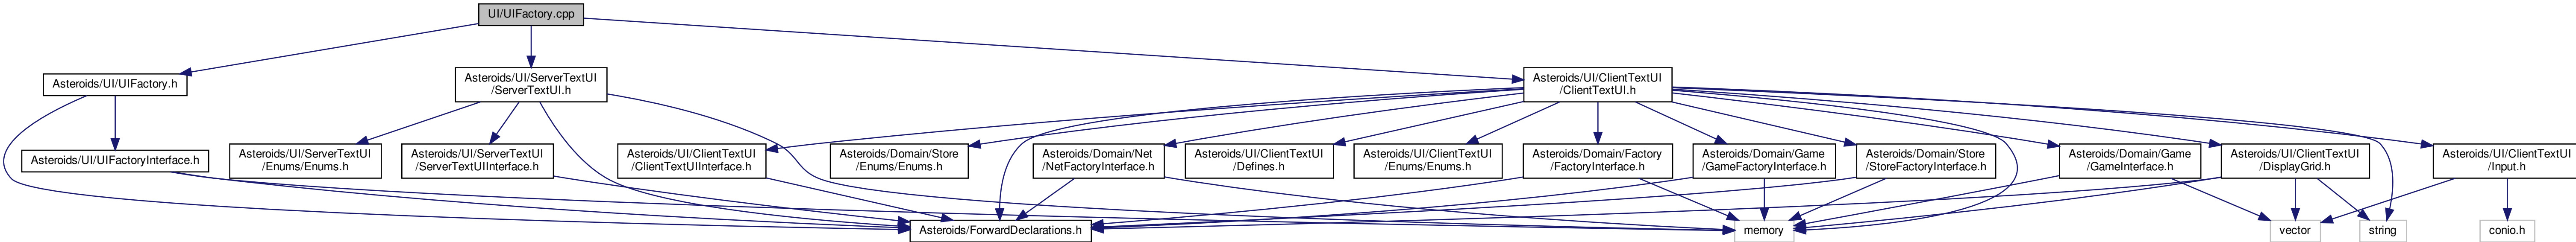 UI/UIFactory.cpp
Asteroids/UI/UIFactory.h
Asteroids/UI/ServerTextUI
/ServerTextUI.h
Asteroids/UI/ClientTextUI
/ClientTextUI.h
Asteroids/UI/UIFactoryInterface.h
Asteroids/UI/ServerTextUI
/Enums/Enums.h
Asteroids/UI/ServerTextUI
/ServerTextUIInterface.h
Asteroids/UI/ClientTextUI
/ClientTextUIInterface.h
Asteroids/Domain/Store
/Enums/Enums.h
Asteroids/Domain/Net
/NetFactoryInterface.h
Asteroids/UI/ClientTextUI
/Defines.h
Asteroids/UI/ClientTextUI
/Enums/Enums.h
Asteroids/Domain/Factory
/FactoryInterface.h
Asteroids/Domain/Game
/GameFactoryInterface.h
Asteroids/Domain/Store
/StoreFactoryInterface.h
Asteroids/Domain/Game
/GameInterface.h
Asteroids/UI/ClientTextUI
/DisplayGrid.h
Asteroids/UI/ClientTextUI
/Input.h
Asteroids/ForwardDeclarations.h
memory
vector
string
conio.h